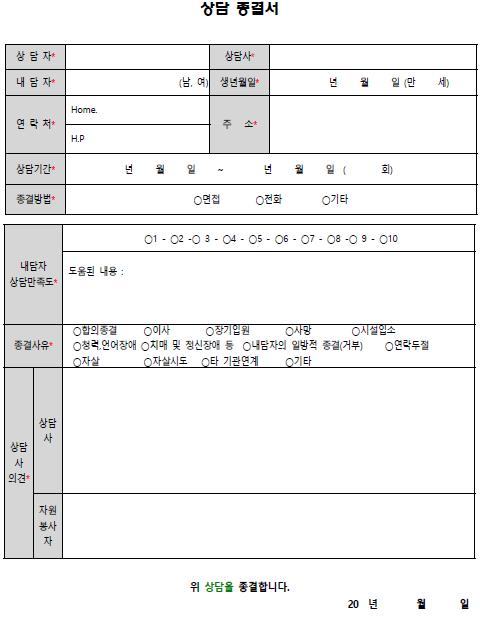 상담 종결서
상 담 자* 상담사*
내 담 자* (남, 여) 생년월일* 년 월 일 (만 세)
연 락 처* Home. 주 소*
H.P
상담기간* 년 월 일 ~ 년 월 일 ( 회)
종결방법* ○면접 ○전화 ○기타
내담자 상담만족도* ○1 - ○2 -○ 3 - ○4 - ○5 - ○6 - ○7 - ○8 -○ 9 - ○10
도움된 내용 :
종결사유* ○합의종결 ○이사 ○장기입원 ○사망 ○시설입소
○청력,언어장애 ○치매 및 정신장애 등 ○내담자의 일방적 종결(거부) ○연락두절
○자살 ○자살시도 ○타 기관연계 ○기타
상담
사
의견*
상담
사
자원
봉사
자
위 상담을 종결합니다.
20 년 월 일